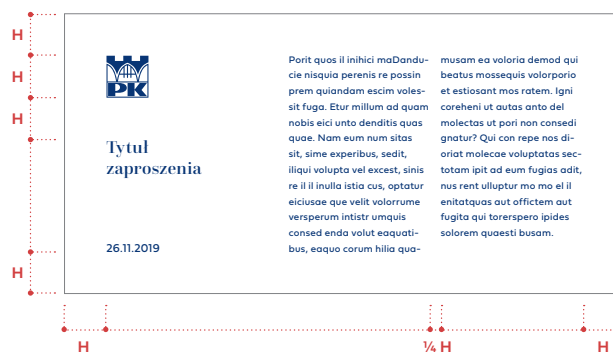 H
H
H
H
PK
Tytuł
zaproszenia
26.11.2019
Porit quos il inihici maDandu-
cie nisquia perenis re possin
prem quiandam escim voles-
sit fuga. Etur millum ad quam
nobis eici unto denditis quas
quae. Nam eum num sitas
sit, sime experibus, sedit,
iliqui volupta vel excest, sinis
re il il inulla istia cus, optatur
eiciusae que velit volorrume
versperum intistr umquis
consed enda volut eaquati-
bus, eaquo corum hilia qua-
musam ea voloria demod qui
beatus mossequis volorporio
et estiosant mos ratem. Igni
coreheni ut autas anto del
molectas ut pori non consedi
gnatur? Qui con repe nos di-
oriat molecae voluptatas sec-
totam ipit ad eum fugias adit,
nus rent ulluptur mo mo el il
enitatquas aut offictem aut
fugita qui torerspero ipides
solorem quaesti busam.
H
¼ H
H